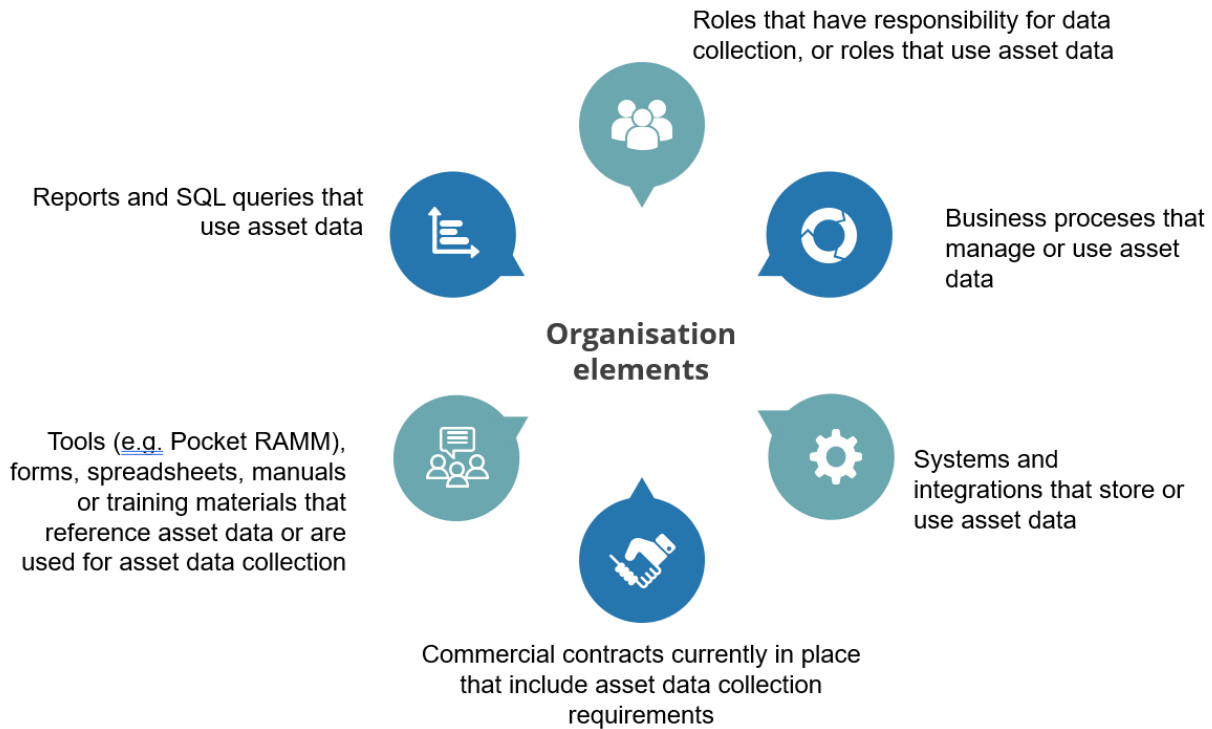 Roles that have responsibility for data
collection, or roles that use asset data
Reports and SQL queries that
use asset data
Business proceses that
manage or use asset
data
Organisation
elements
Tools (e.g. Pocket RAMM),
forms, spreadsheets, manuals
or training materials that
reference asset data or are
used for asset data collection
Systems and
integrations that store or
use asset data
Commercial contracts currently in place
that include asset data collection
requirements